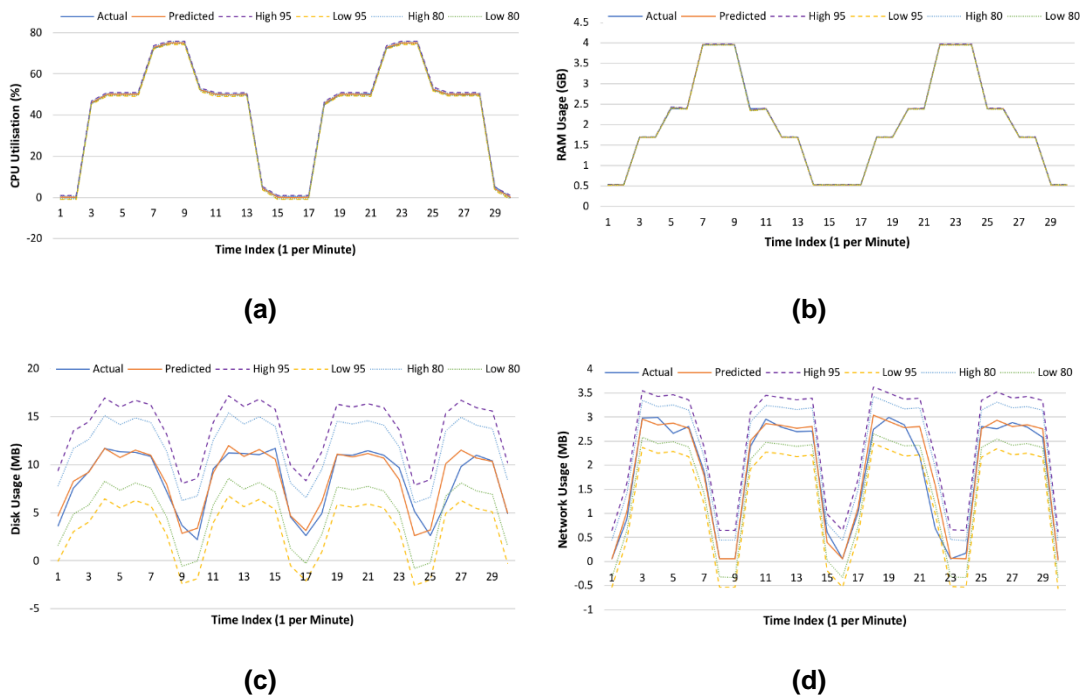 Actual Predicted High 95 Low 95 High 80 Low 80
80
60
40
20
0
-20
CPU Utilisation (%)
1 3 5 7 9 11 13 15 17 19 21 23 25 27 29
Time Index (1 per Minute)
(a)
Actual Predicted High 95 Low 95 High 80 Low 80
4.5
4
3.5
3
2.5
2
1.5
1
0.5
RAM Usage (GB)
1 3 5 7 9 11 13 15 17 19 21 23 25 27 29
Time Index (1 per Minute)
(b)
20
Actual Predicted High 95 Low 95 High 80 Low 80
15
10
5
0
-5
Disk Usage (MB)
1 3 5 7 9 11 13 15 17 19 21 23 25 27 29
Time Index (1 per Minute)
(c)
4
Actual Predicted High 95 Low 95 High 80 Low 80
3.5
3
2.5
2
1.5
1
0.5
0
-0.5
-1
Network Usage (MB)
1 3 5 7 9 11 13 15 17 19 21 23 25 27 29
Time Index (1 per Minute)
(d)